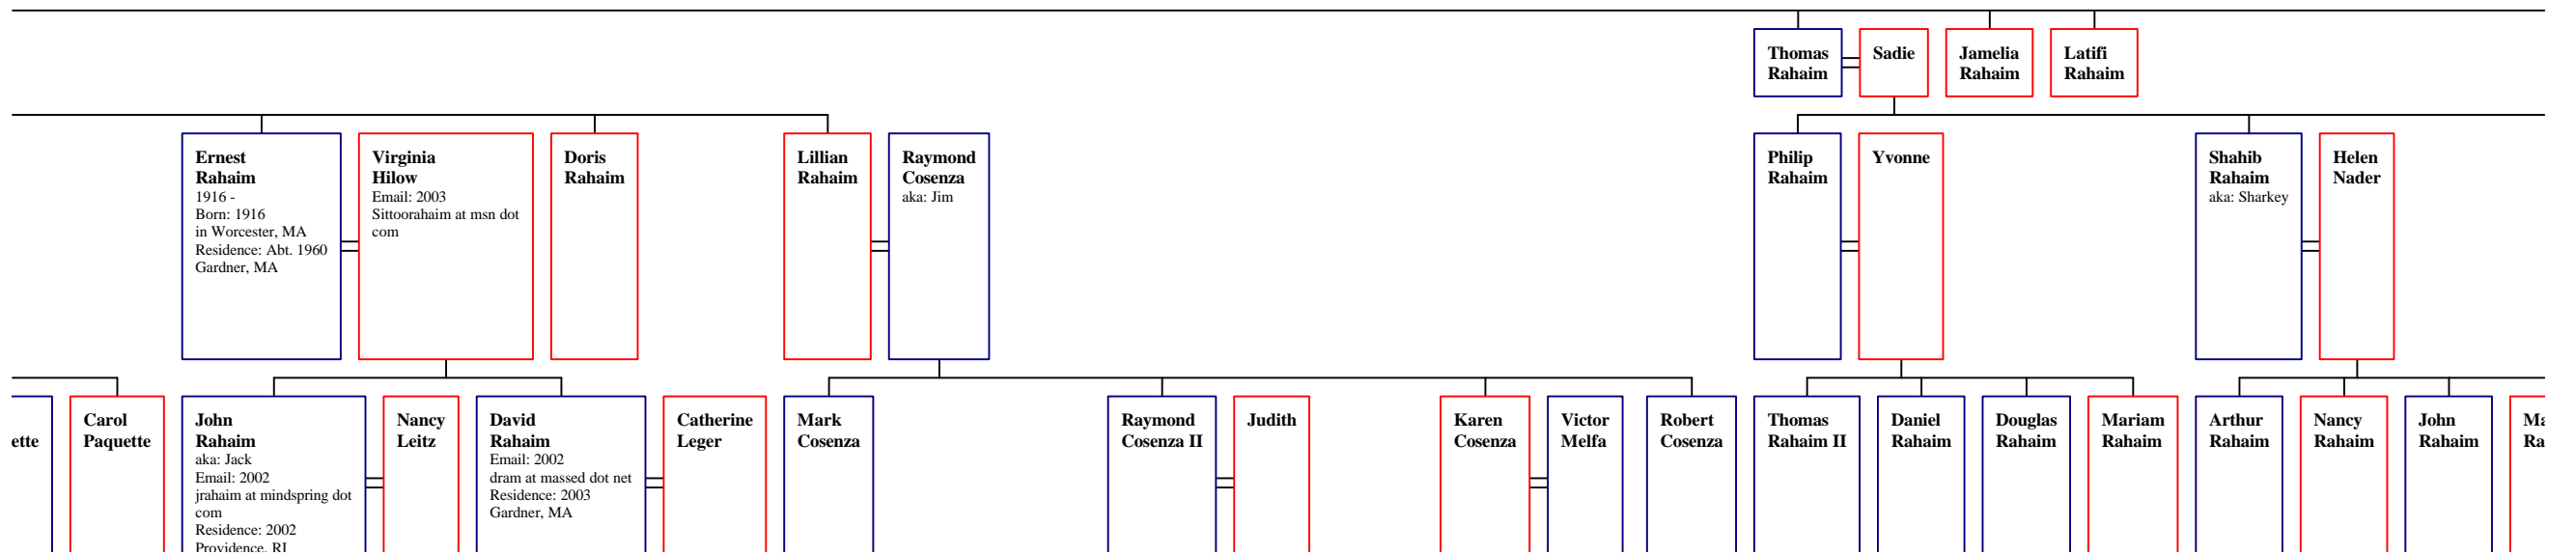 Thomas
Rahaim
Sadie
Jamelia
Rahaim
Latifi
Rahaim
Ernest
Rahaim
1916 -
Born: 1916
in Worcester, MA
Residence: Abt. 1960
Gardner, MA
Virginia
Hilow
Email: 2003
Sittoorahaim at msn dot
com
Doris
Rahaim
Lillian
Rahaim
Raymond
Cosenza
aka: Jim
Philip
Rahaim
Yvonne
Shahib
Rahaim
aka: Sharkey
Helen
Nader
ette
Carol
Paquette
John
Rahaim
aka: Jack
Email: 2002
jrahaim at mindspring dot
com
Residence: 2002
Providence, RI
Nancy
Leitz
David
Rahaim
Email: 2002
dram at massed dot net
Residence: 2003
Gardner, MA
Catherine
Leger
Mark
Cosenza
Raymond
Cosenza II
Judith
Karen
Cosenza
Victor
Melfa
Robert
Cosenza
Thomas
Rahaim II
Daniel
Rahaim
Douglas
Rahaim
Mariam
Rahaim
Arthur
Rahaim
Nancy
Rahaim
John
Rahaim
Ma
Ra